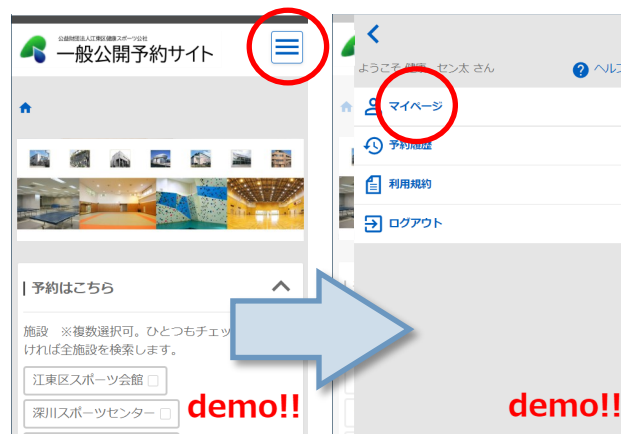 公益財団法人江東区健康スポーツ公社
一般公開予約サイト
予約はこちら
施設 ※複数選択可。ひとつもチェッ
ければ全施設を検索します。
江東区スポーツ会館
深川スポーツセンター
demo!!
ようこそ 健康 セン太 さん
ヘルプ
マイページ
予約履歴
利用規約
ログアウト
demo!!